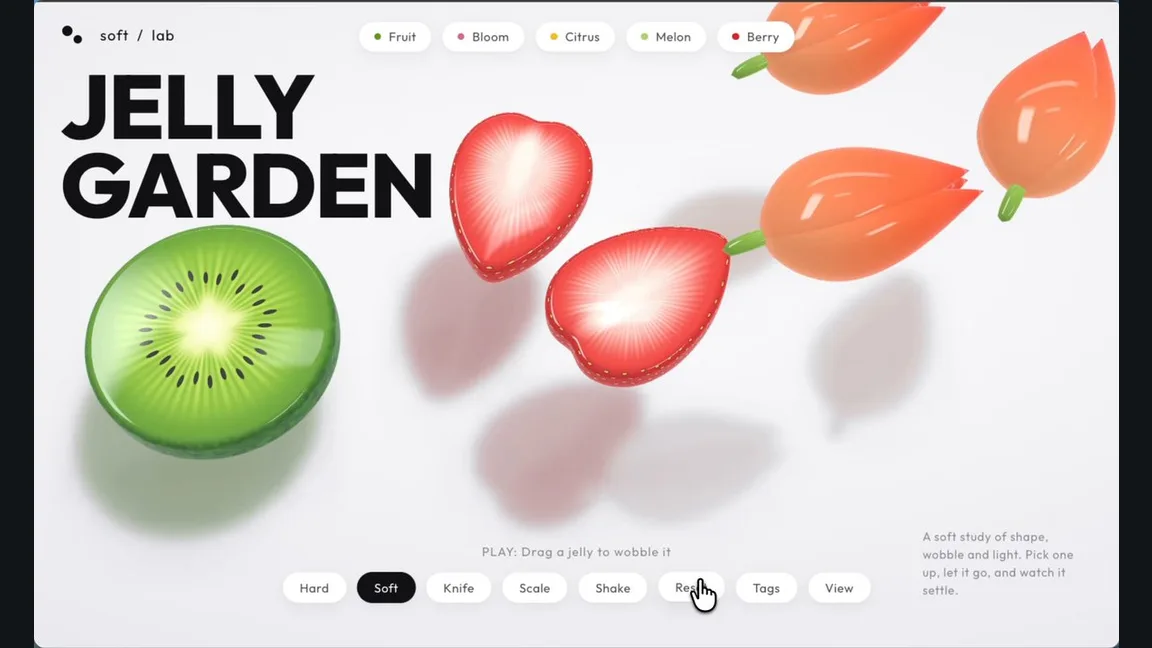 soft / lab
Fruit
Bloom
Citrus
Melon
Berry
JELLY
GARDEN
PLAY: Drag a jelly to wobble it
Hard
Soft
Knife
Scale
Shake
Tags
View
A soft study of shape,
wobble and light. Pick one
up, let it go, and watch it
settle.